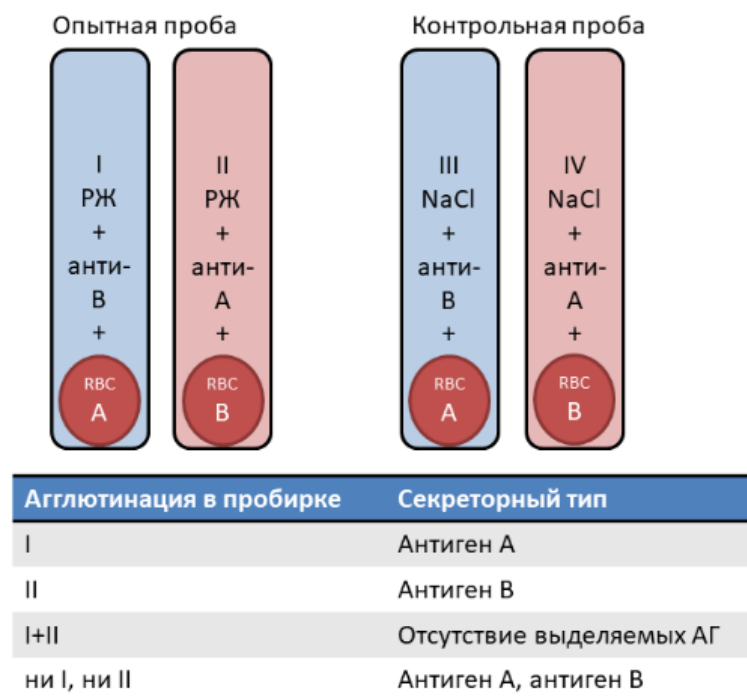 Опытная проба
Контрольная проба
I
РЖ
+
анти-
В
+
RBC
А
II
РЖ
+
анти-
А
+
RBC
В
III
NaCl
+
анти-
В
+
RBC
А
IV
NaCl
+
анти-
А
+
RBC
В
Агглютинация в пробирке Секреторный тип
I Антиген А
II Антиген В
I+II Отсутствие выделяемых АГ
ни I, ни II Антиген А, антиген В